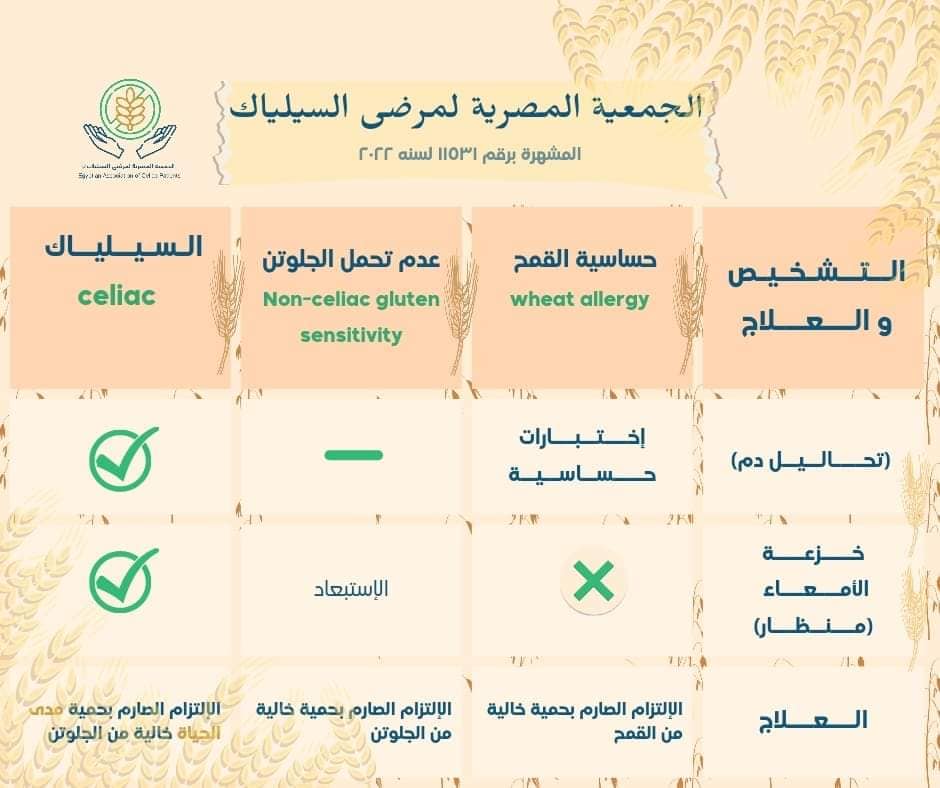 الجمعية المصرية لمرضى السيلياك
المشهرة برقم ١١٥٣١ لسنه ٢٠٢٢
الجمعية المصرية لمرضى السيلياك
Egyptian Association of Celiac Patients
التشخيص
و العلاج
حساسية القمح
wheat allergy
عدم تحمل الجلوتن
Non-celiac gluten
sensitivity
السيلياك
celiac
(تحاليل دم)
إختبارات
حساسية
خزعة
الأمعاء
(منظار)
الإستبعاد
العلاج
الإلتزام الصارم بحمية خالية
من القمح
الإلتزام الصارم بحمية خالية
من الجلوتن
الإلتزام الصارم بحمية مدى
الحياة خالية من الجلوتن